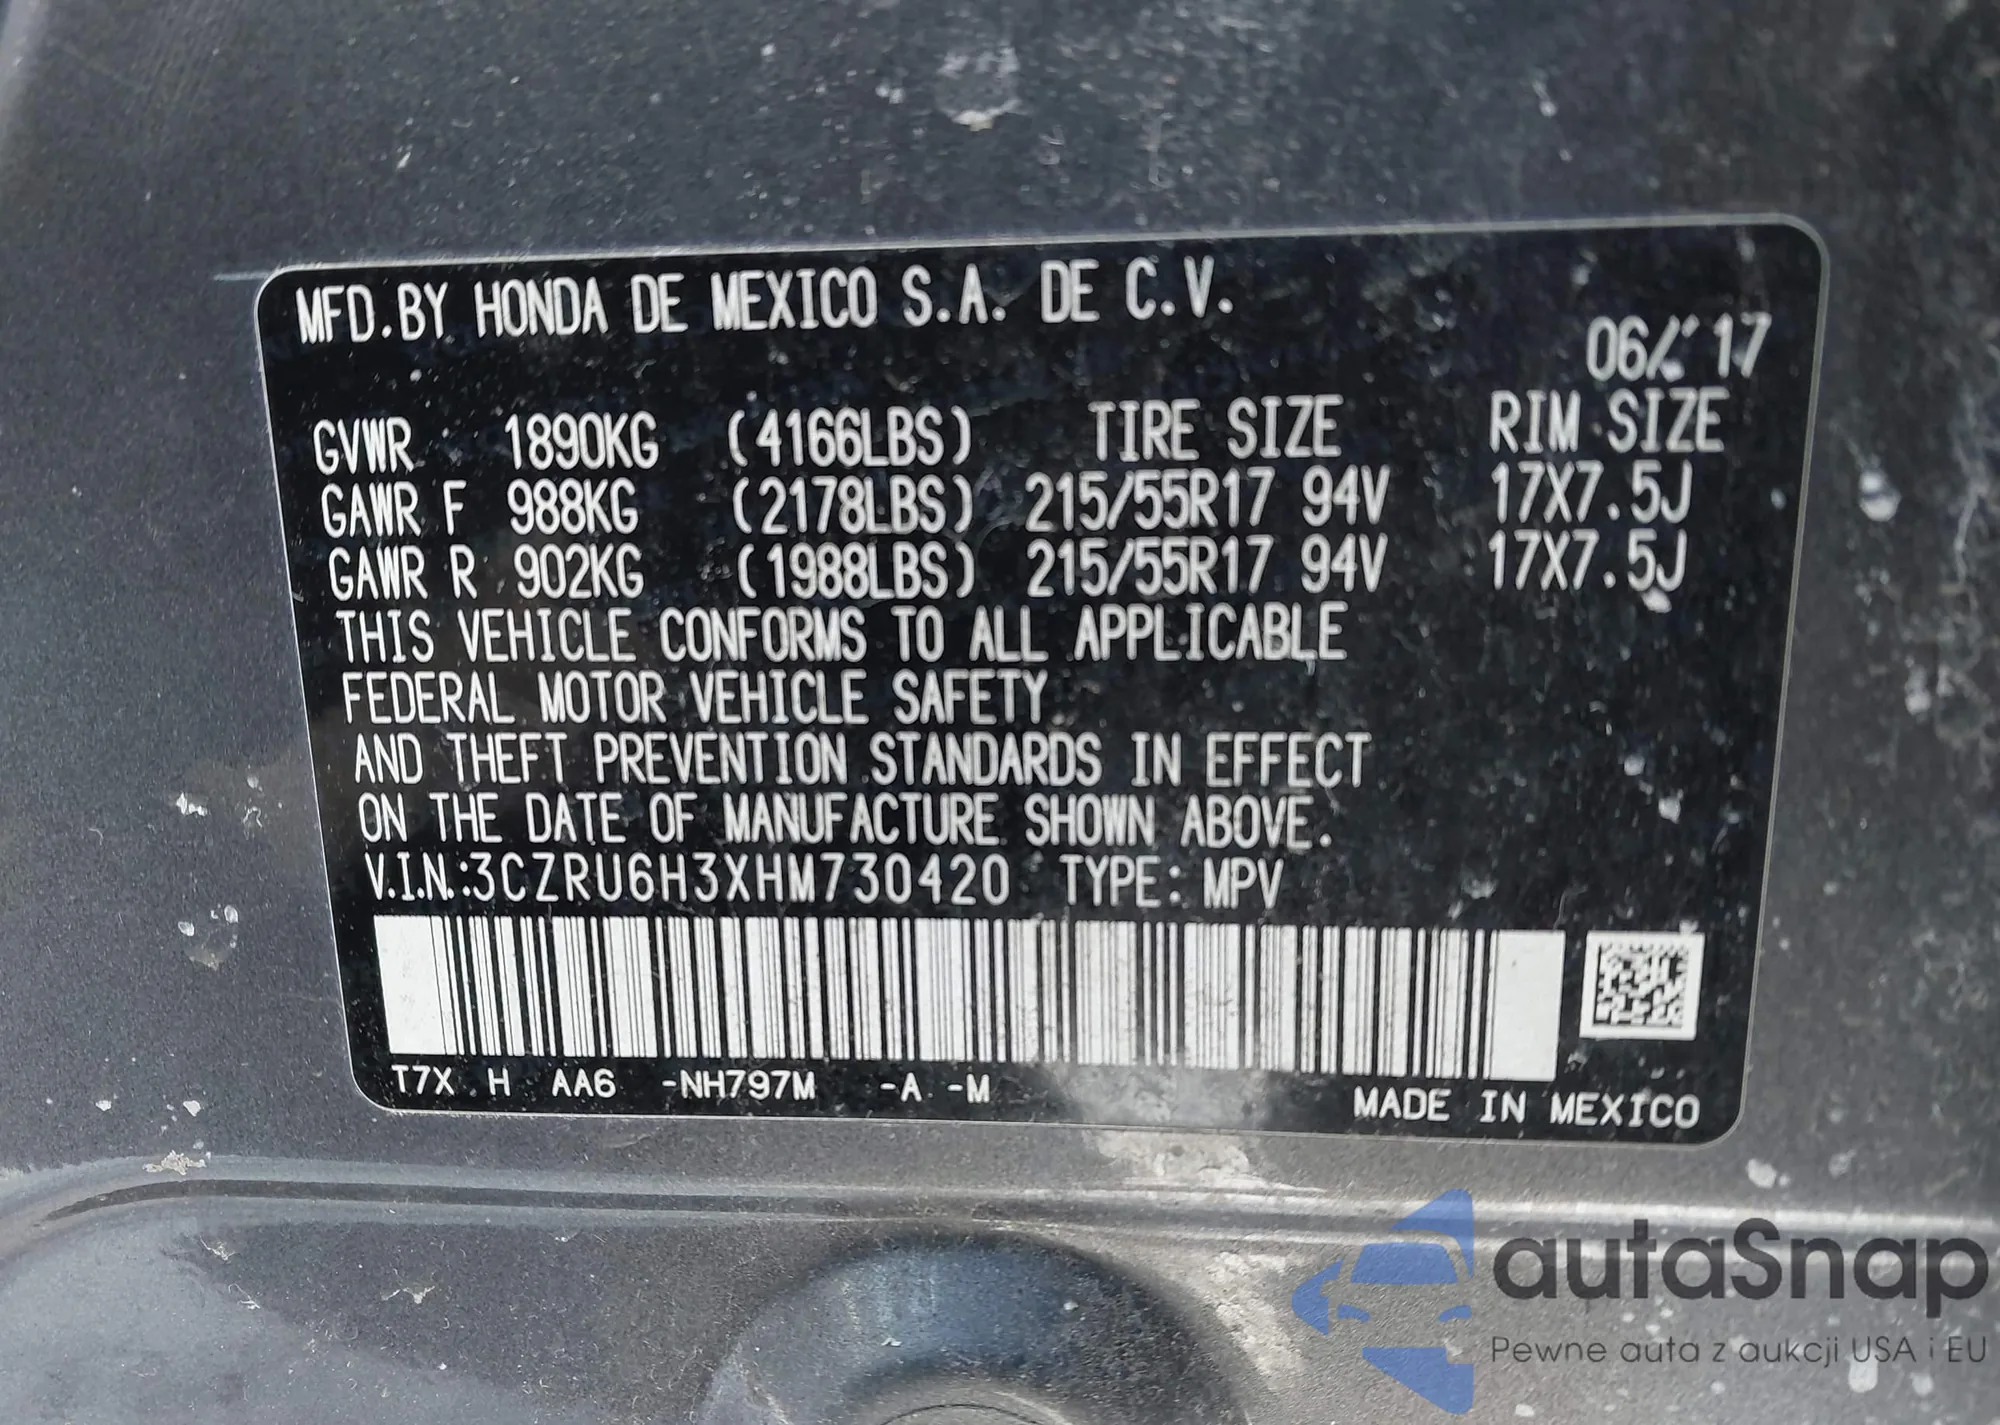 MFD.BY HONDA DE MEXICO S.A. DE C.V.
06/'17
GVWR 1890KG (4166LBS) TIRE SIZE RIM SIZE
GAWR F 988KG (2178LBS) 215/55R17 94V 17X7.5J
GAWR R 902KG (1988LBS) 215/55R17 94V 17X7.5J
THIS VEHICLE CONFORMS TO ALL APPLICABLE
FEDERAL MOTOR VEHICLE SAFETY
AND THEFT PREVENTION STANDARDS IN EFFECT
ON THE DATE OF MANUFACTURE SHOWN ABOVE.
V.I.N.:3CZRU6H3XHM730420 TYPE: MPV
T7X H AA6 -NH797M -A -M
MADE IN MEXICO
autaSnap
Pewne auta z aukcji USA i EU